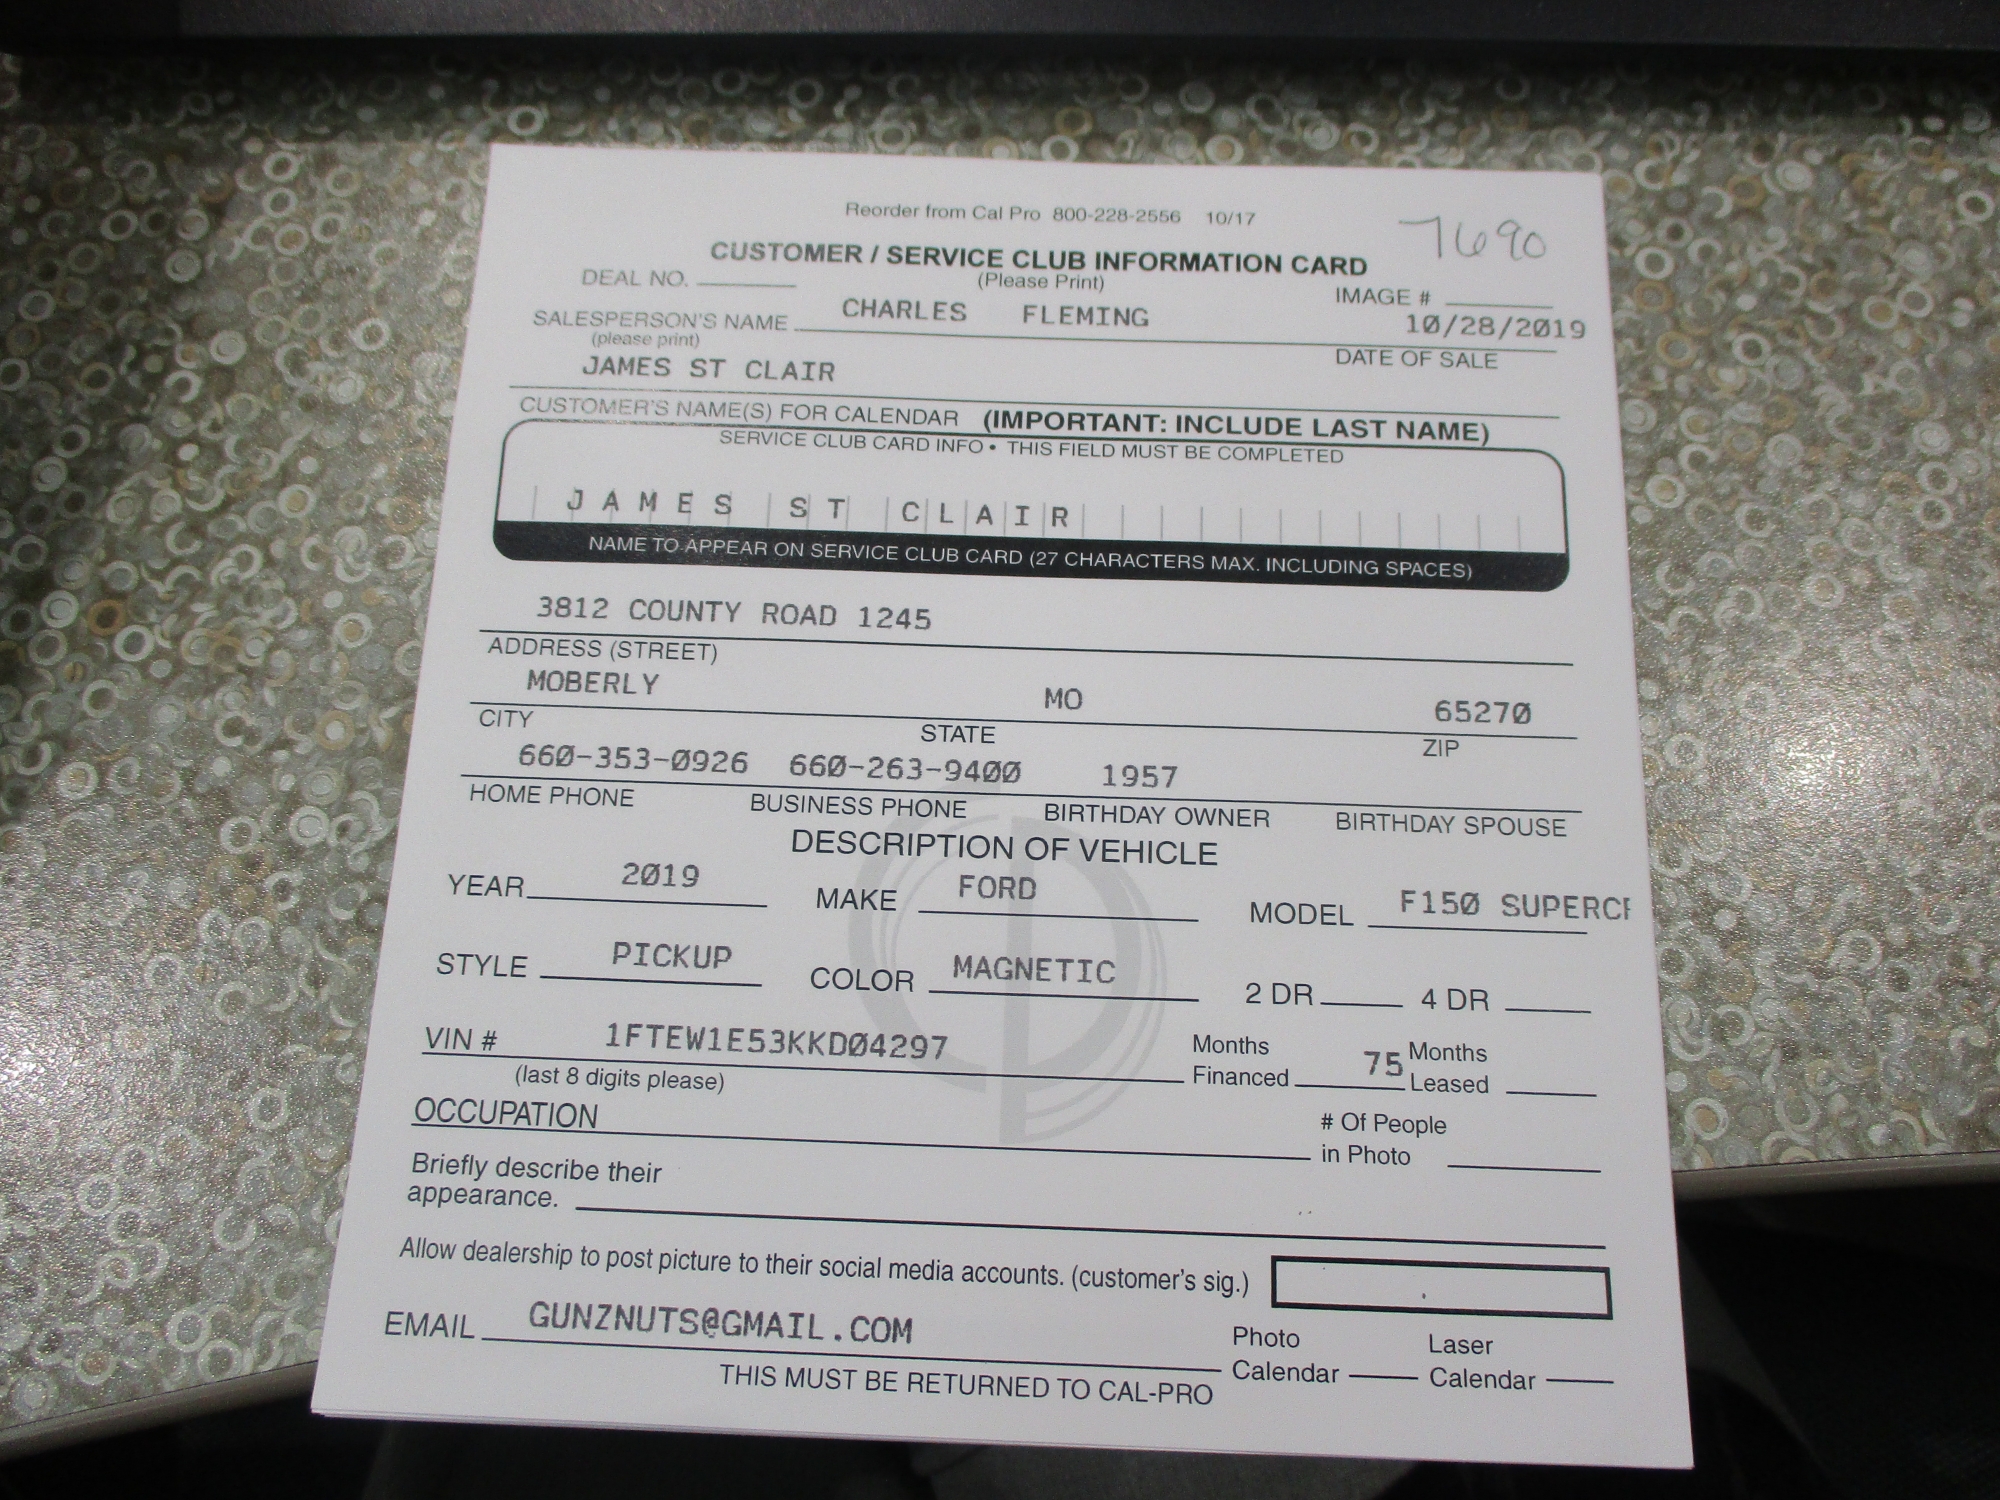 Reorder from Cal Pro 800-228-2556 10/17
7690
CUSTOMER / SERVICE CLUB INFORMATION CARD
DEAL NO. (Please Print) IMAGE #
SALESPERSON'S NAME CHARLES FLEMING 10/28/2019
(please print) DATE OF SALE
JAMES ST CLAIR
CUSTOMER'S NAME(S) FOR CALENDAR (IMPORTANT: INCLUDE LAST NAME)
SERVICE CLUB CARD INFO • THIS FIELD MUST BE COMPLETED
JAMES ST CLAIR
NAME TO APPEAR ON SERVICE CLUB CARD (27 CHARACTERS MAX. INCLUDING SPACES)
3812 COUNTY ROAD 1245
ADDRESS (STREET)
MOBERLY MO 65270
CITY STATE ZIP
660-353-0926 660-263-9400 1957
HOME PHONE BUSINESS PHONE BIRTHDAY OWNER BIRTHDAY SPOUSE
DESCRIPTION OF VEHICLE
YEAR 2019 MAKE FORD MODEL F150 SUPERCR
STYLE PICKUP COLOR MAGNETIC 2 DR 4 DR
VIN # 1FTEW1E53KKD04297 Months Financed 75 Months Leased
(last 8 digits please)
OCCUPATION # Of People in Photo
Briefly describe their
appearance.
Allow dealership to post picture to their social media accounts. (customer's sig.)
EMAIL GUNZNUTS@GMAIL.COM Photo Calendar Laser Calendar
THIS MUST BE RETURNED TO CAL-PRO